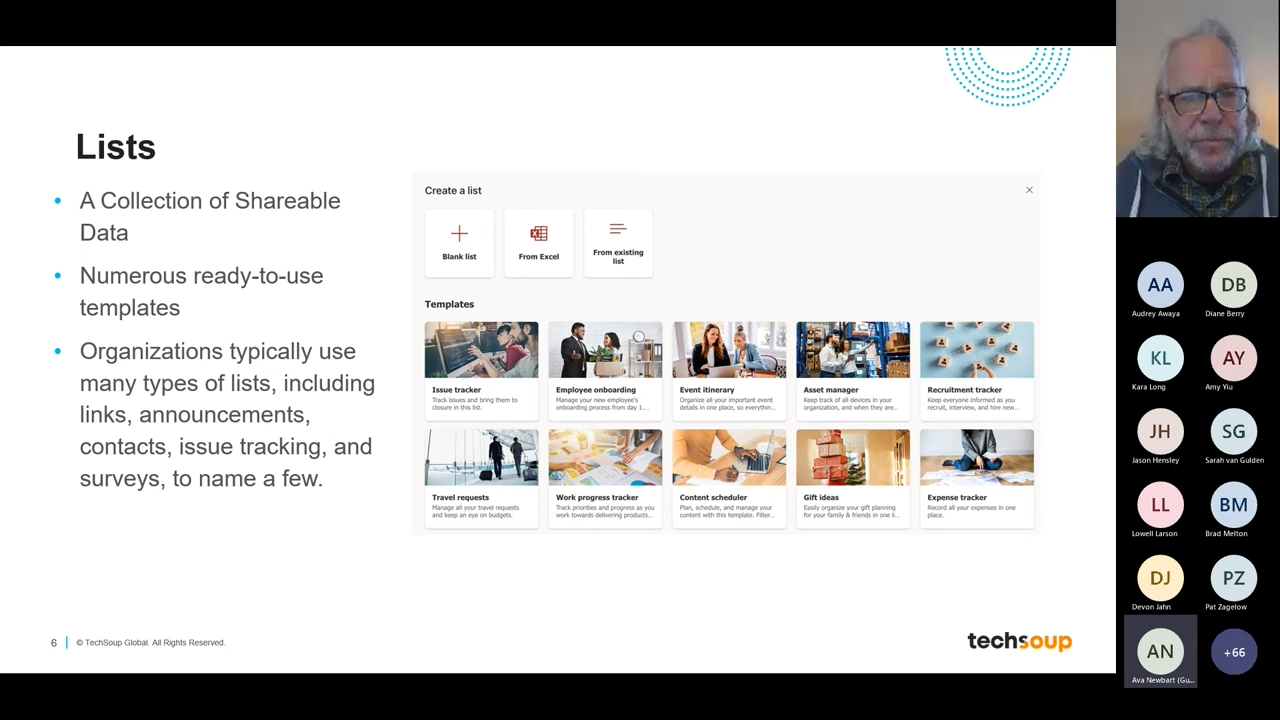 Lists
• A Collection of Shareable
Data
• Numerous ready-to-use
templates
• Organizations typically use
many types of lists, including
links, announcements,
contacts, issue tracking, and
surveys, to name a few.
Create a list
Blank list
From Excel
From existing
list
Templates
Issue tracker
Track issues and bring them to
closure in this list.
Employee onboarding
Manage your new employee's
onboarding process from day 1....
Event itinerary
Organize all your important event
details in one place, so everythin...
Asset manager
Keep track of all devices in your
organization, and when they are...
Recruitment tracker
Keep everyone informed as you
recruit, interview, and hire new...
Travel requests
Manage all your travel requests
and keep an eye on budgets.
Work progress tracker
Track priorities and progress as you
work towards delivering products...
Content scheduler
Plan, schedule, and manage your
content with this template. Filter...
Gift ideas
Easily organize your gift planning
for your family & friends in one li...
Expense tracker
Record all your expenses in one
place.
6
© TechSoup Global. All Rights Reserved.
techsoup
AA
Audrey Awaya
DB
Diane Berry
KL
Kara Long
AY
Amy Yiu
JH
Jason Hensley
SG
Sarah van Gulden
LL
Lowell Larson
BM
Brad Melton
DJ
Devon Jahn
PZ
Pat Zagelow
AN
Ava Newbart (Gu...
+66